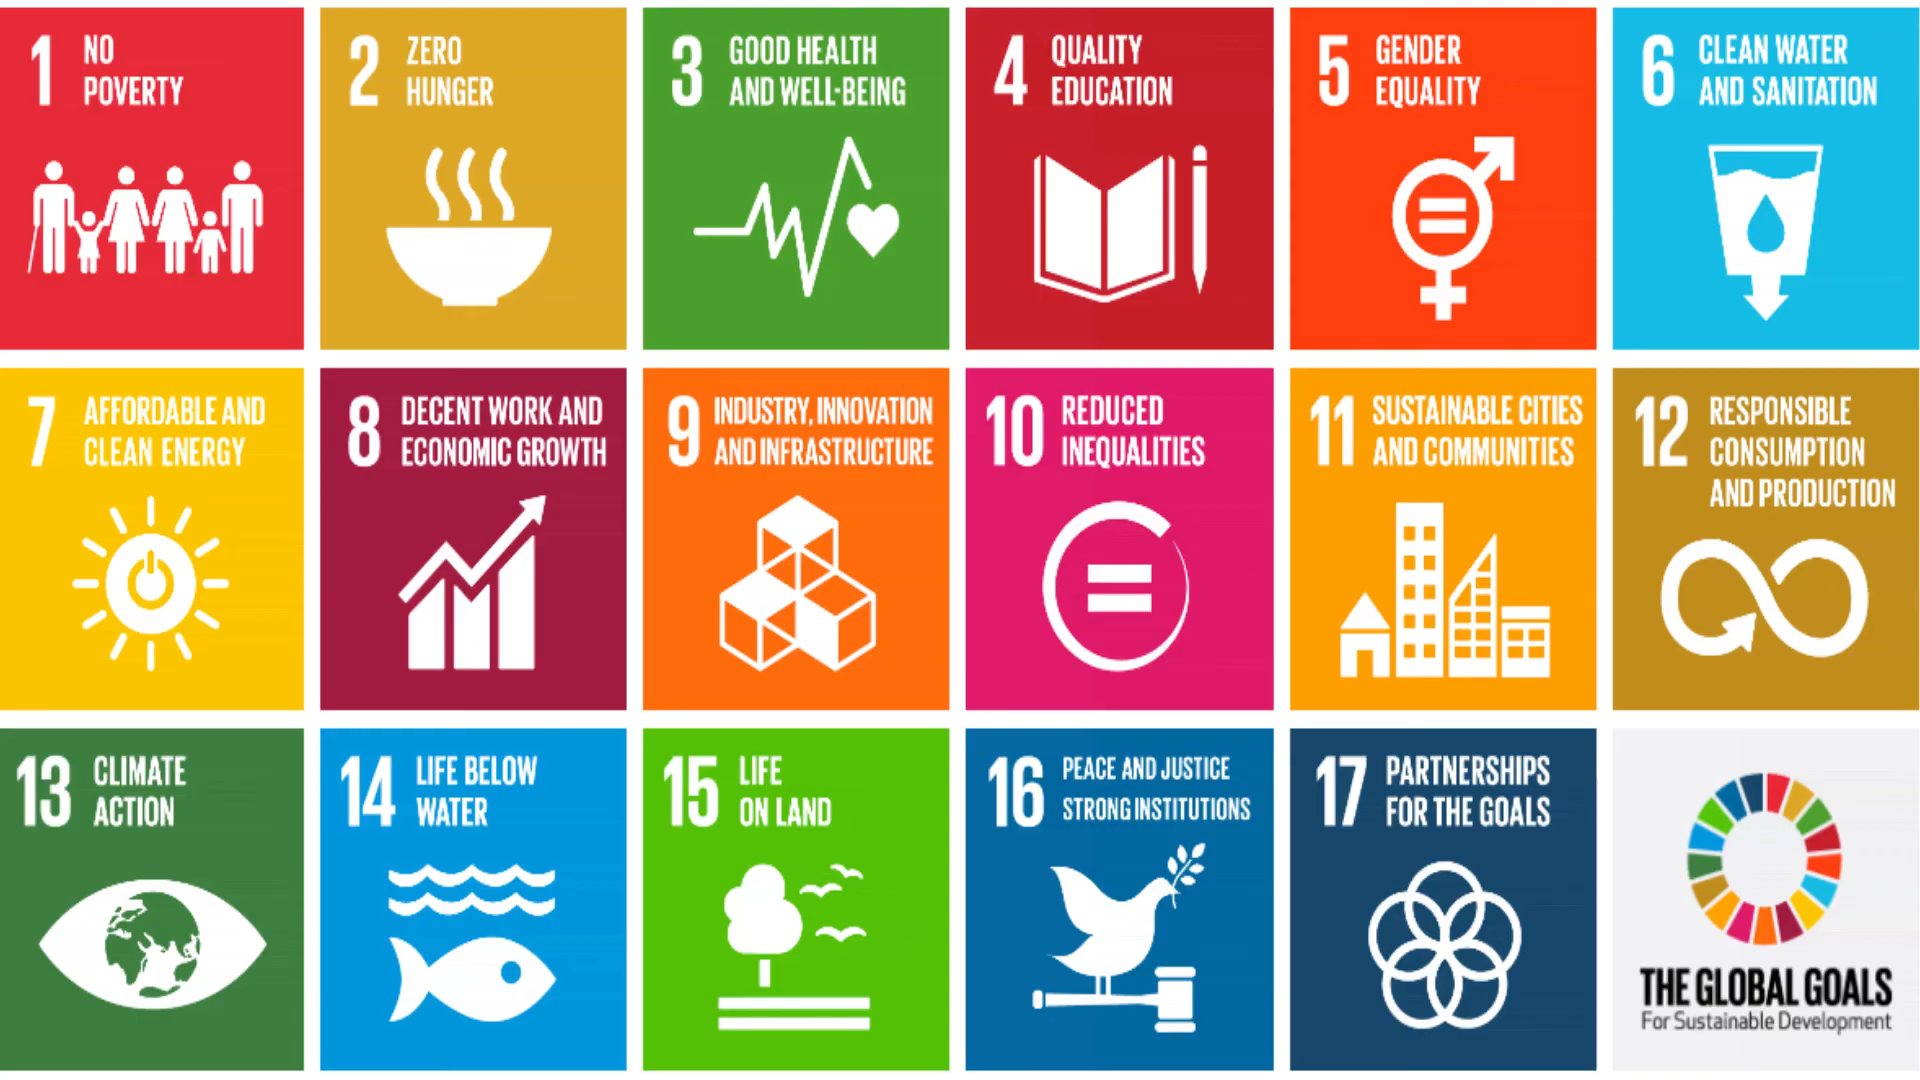 1 NO
POVERTY
2 ZERO
HUNGER
3 GOOD HEALTH
AND WELL-BEING
4 QUALITY
EDUCATION
5 GENDER
EQUALITY
6 CLEAN WATER
AND SANITATION
7 AFFORDABLE AND
CLEAN ENERGY
8 DECENT WORK AND
ECONOMIC GROWTH
9 INDUSTRY, INNOVATION
AND INFRASTRUCTURE
10 REDUCED
INEQUALITIES
11 SUSTAINABLE CITIES
AND COMMUNITIES
12 RESPONSIBLE
CONSUMPTION
AND PRODUCTION
13 CLIMATE
ACTION
14 LIFE BELOW
WATER
15 LIFE
ON LAND
16 PEACE AND JUSTICE
STRONG INSTITUTIONS
17 PARTNERSHIPS
FOR THE GOALS
THE GLOBAL GOALS
For Sustainable Development